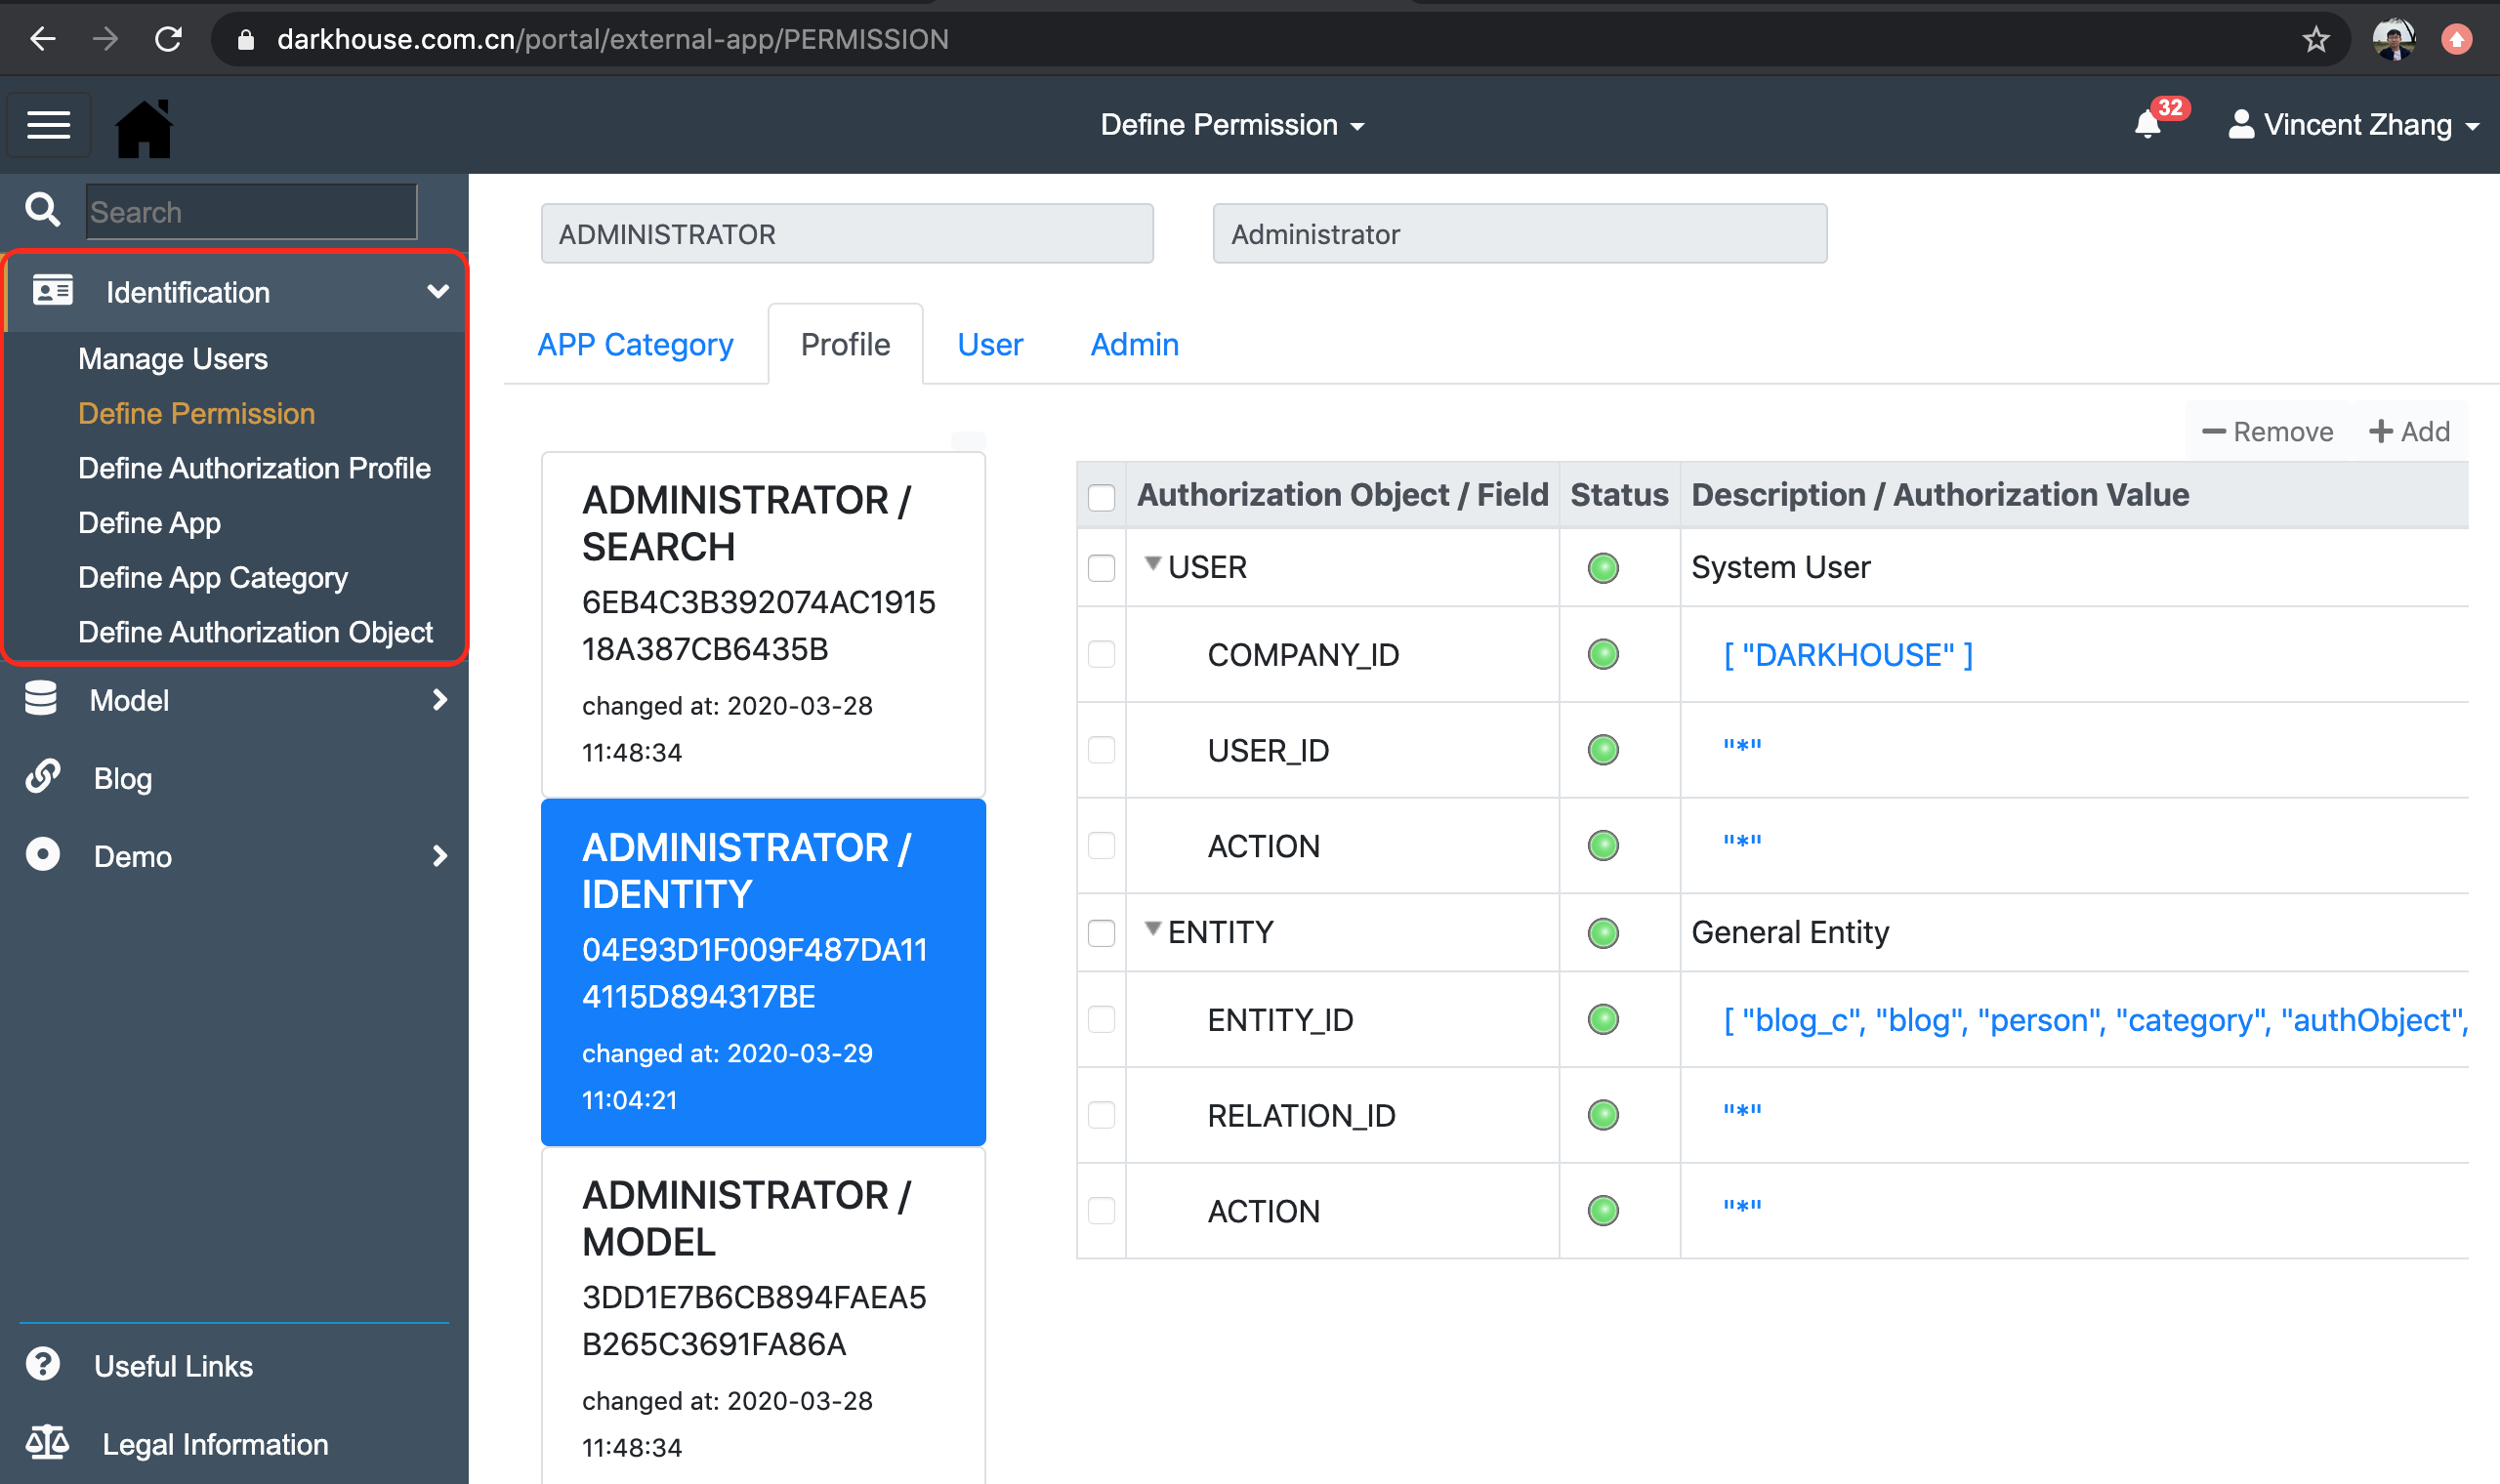 darkhouse.com.cn/portal/external-app/PERMISSION
Define Permission
32
Vincent Zhang
Search
Identification
Manage Users
Define Permission
Define Authorization Profile
Define App
Define App Category
Define Authorization Object
Model
Blog
Demo
Useful Links
Legal Information
ADMINISTRATOR
Administrator
APP Category
Profile
User
Admin
ADMINISTRATOR /
SEARCH
6EB4C3B392074AC1915
18A387CB6435B
changed at: 2020-03-28
11:48:34
ADMINISTRATOR /
IDENTITY
04E93D1F009F487DA11
4115D894317BE
changed at: 2020-03-29
11:04:21
ADMINISTRATOR /
MODEL
3DD1E7B6CB894FAEA5
B265C3691FA86A
changed at: 2020-03-28
11:48:34
Remove
Add
Authorization Object / Field Status Description / Authorization Value
USER System User
COMPANY_ID [ "DARKHOUSE" ]
USER_ID "*"
ACTION "*"
ENTITY General Entity
ENTITY_ID [ "blog_c", "blog", "person", "category", "authObject",
RELATION_ID "*"
ACTION "*"